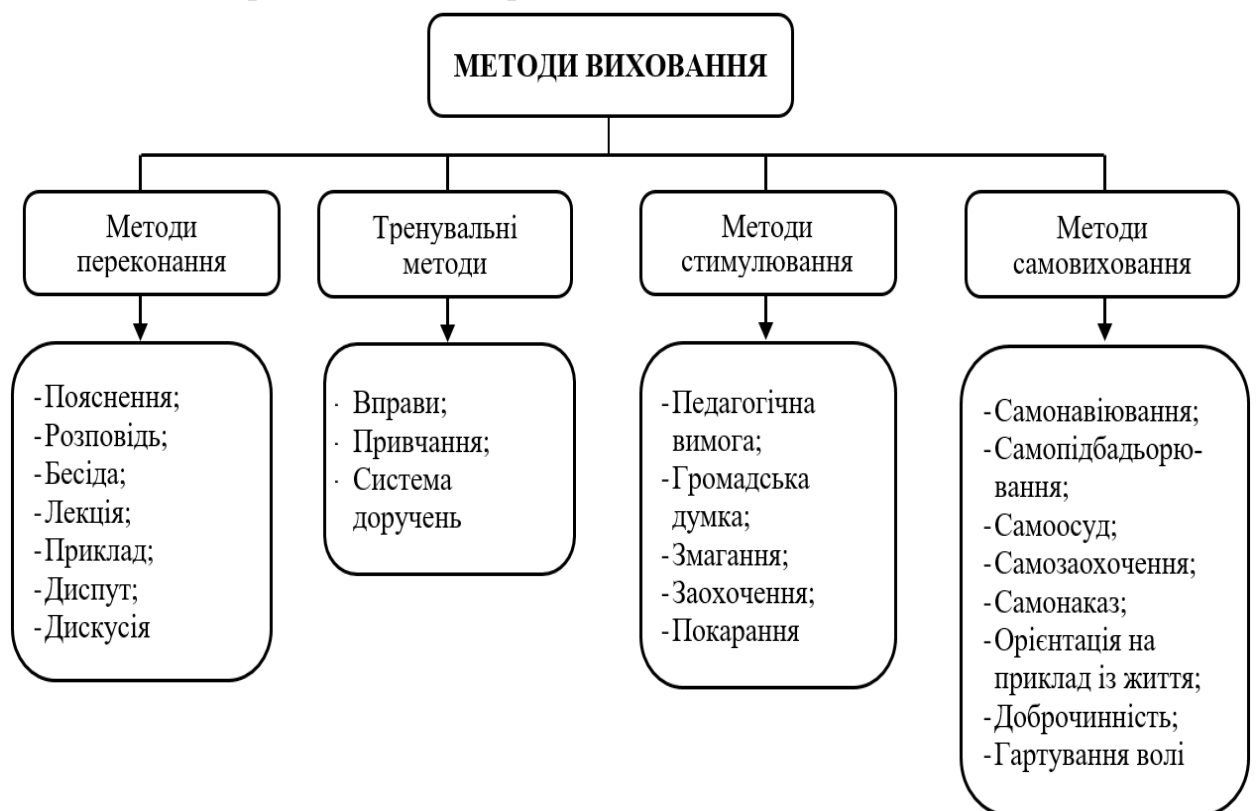 МЕТОДИ ВИХОВАННЯ
Методи
переконання
Тренувальні
методи
Методи
стимулювання
Методи
самовиховання
-Пояснення;
-Розповідь;
-Бесіда;
-Лекція;
-Приклад;
-Диспут;
-Дискусія
· Вправи;
· Привчання;
· Система
доручень
-Педагогічна
вимога;
-Громадська
думка;
-Змагання;
-Заохочення;
-Покарання
-Самонавіювання;
-Самопідбадьорю-
вання;
-Самоосуд;
-Самозаохочення;
-Самонаказ;
-Орієнтація на
приклад із життя;
-Доброчинність;
-Гартування волі